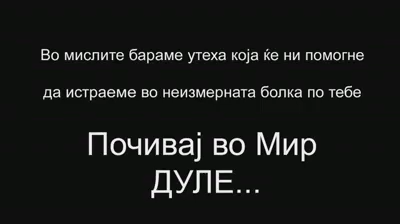 Во мислите бараме утеха која ќе ни помогне
да истраеме во неизмерната болка по тебе
Почивај во Мир
ДУЛЕ...